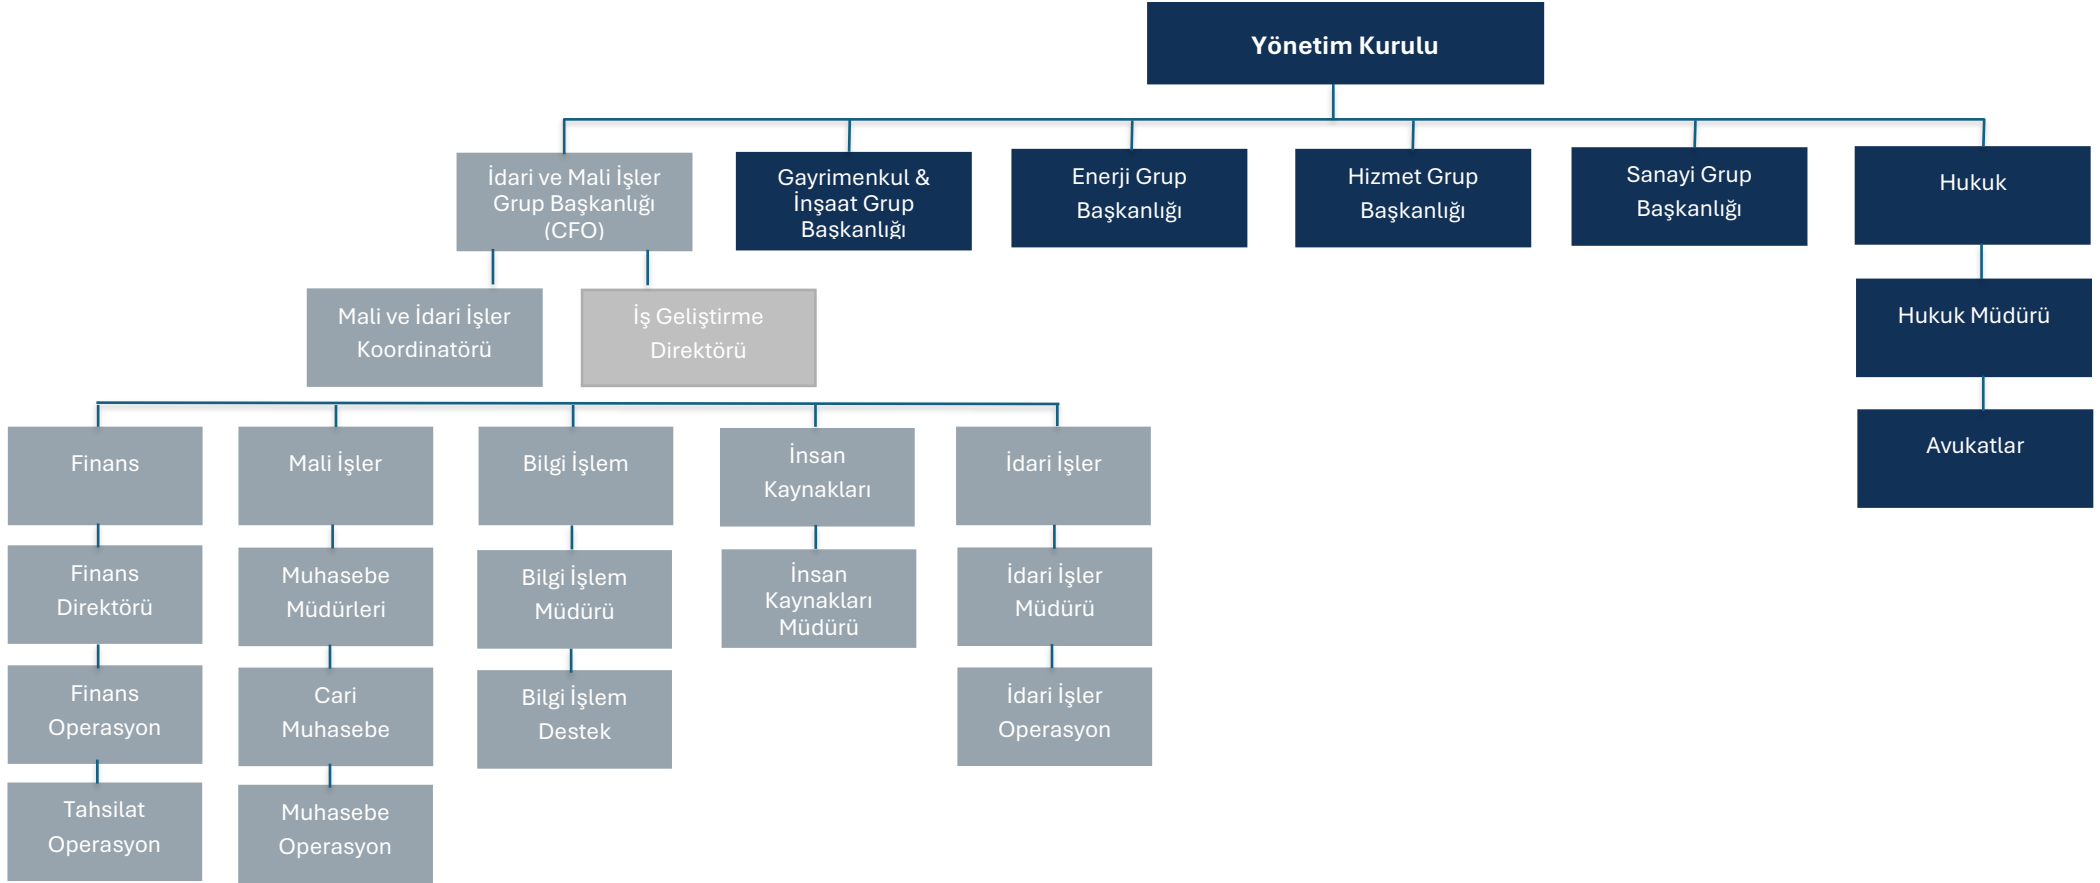 Yönetim Kurulu
İdari ve Mali İşler
Grup Başkanlığı
(CFO)
Gayrimenkul &
İnşaat Grup
Başkanlığı
Enerji Grup
Başkanlığı
Hizmet Grup
Başkanlığı
Sanayi Grup
Başkanlığı
Hukuk
Mali ve İdari İşler
Koordinatörü
İş Geliştirme
Direktörü
Hukuk Müdürü
Avukatlar
Finans
Mali İşler
Bilgi İşlem
İnsan
Kaynakları
İdari İşler
Finans
Direktörü
Muhasebe
Müdürleri
Bilgi İşlem
Müdürü
İnsan
Kaynakları
Müdürü
İdari İşler
Müdürü
Finans
Operasyon
Cari
Muhasebe
Bilgi İşlem
Destek
İdari İşler
Operasyon
Tahsilat
Operasyon
Muhasebe
Operasyon